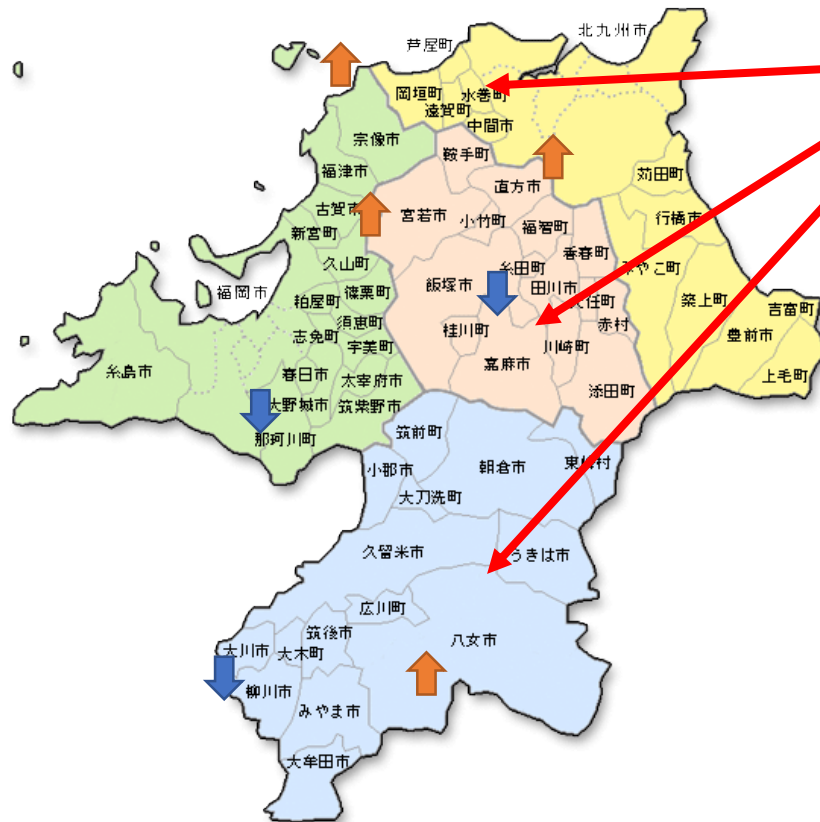 北九州市
芦屋町
岡垣町
水巻町
遠賀町
中間市
宗像市
鞍手町
福津市
直方市
苅田町
古賀市
宮若市
小竹町
福智町
行橋市
新宮町
香春町
久山町
糸田町
みやこ町
福岡市
篠栗町
飯塚市
田川市
粕屋町
大任町
築上町
吉富町
須恵町
桂川町
赤村
志免町
宇美町
川崎町
豊前市
糸島市
嘉麻市
春日市
太宰府市
上毛町
大野城市
筑紫野市
添田町
那珂川町
筑前町
小郡市
朝倉市
東峰村
大刀洗町
久留米市
うきは市
広川町
筑後市
八女市
大川市
大木町
柳川市
みやま市
大牟田市